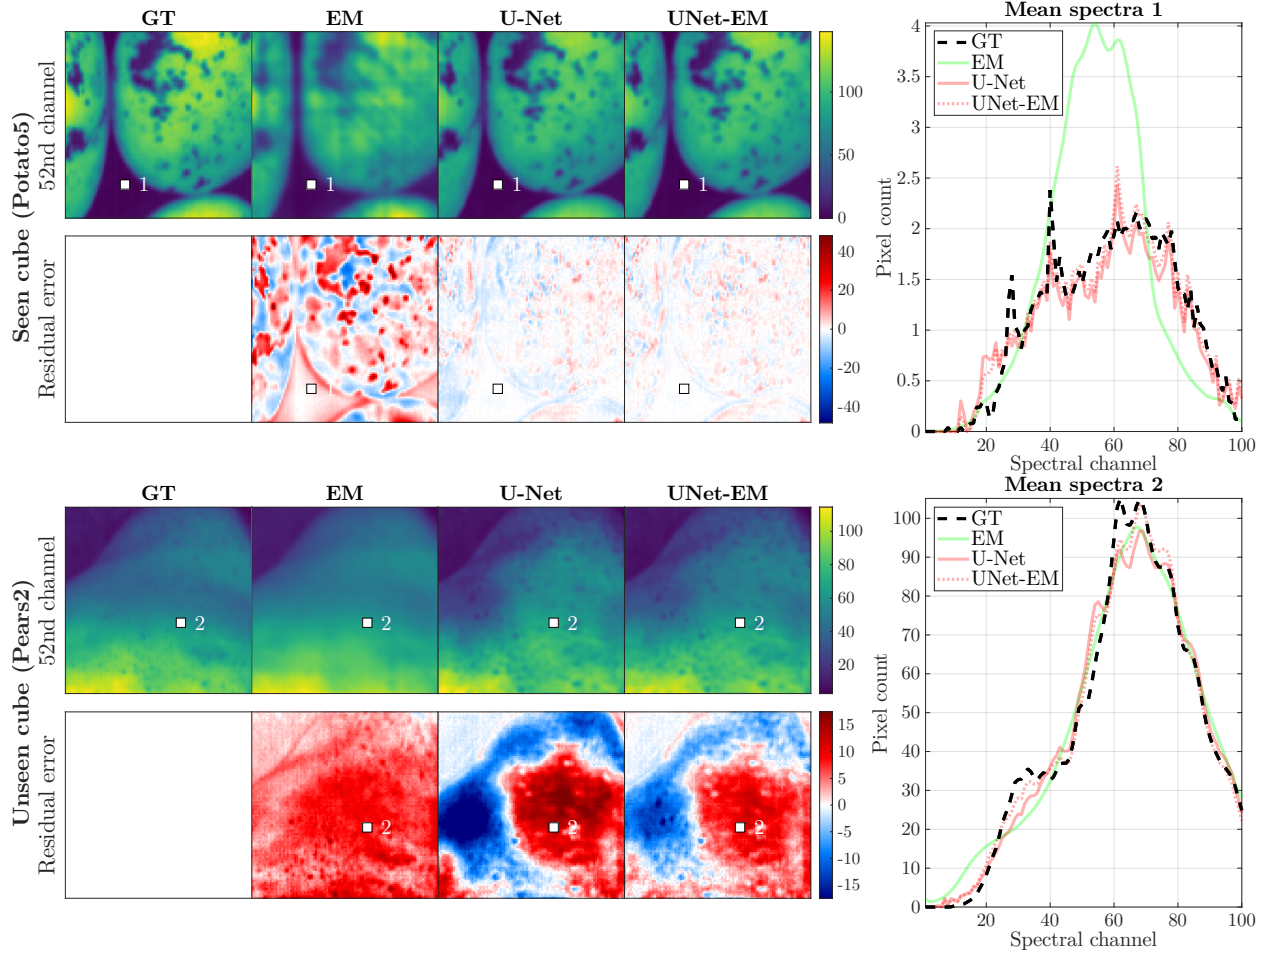 GT EM U-Net UNet-EM
Seen cube (Potato5)
52nd channel
1 1 1 1
100
50
0
Residual error
40
20
0
-20
-40
Mean spectra 1
GT
EM
U-Net
UNet-EM
Pixel count
4
3.5
3
2.5
2
1.5
1
0.5
0
20 40 60 80 100
Spectral channel
GT EM U-Net UNet-EM
Unseen cube (Pears2)
52nd channel
2 2 2 2
100
80
60
40
20
Residual error
2 2 2
15
10
5
0
-5
-10
-15
Mean spectra 2
GT
EM
U-Net
UNet-EM
Pixel count
100
90
80
70
60
50
40
30
20
10
0
20 40 60 80 100
Spectral channel